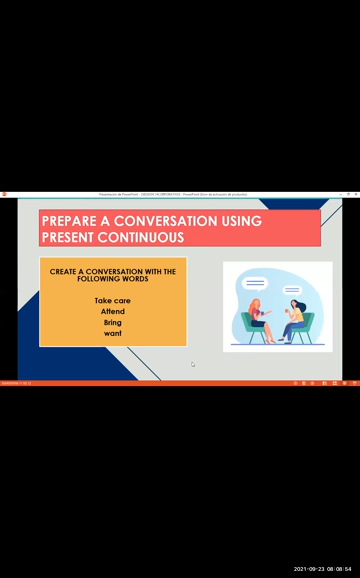 PREPARE A CONVERSATION USING
PRESENT CONTINUOUS
CREATE A CONVERSATION WITH THE
FOLLOWING WORDS
Take care
Attend
Bring
want
2021-09-23 08:08:54